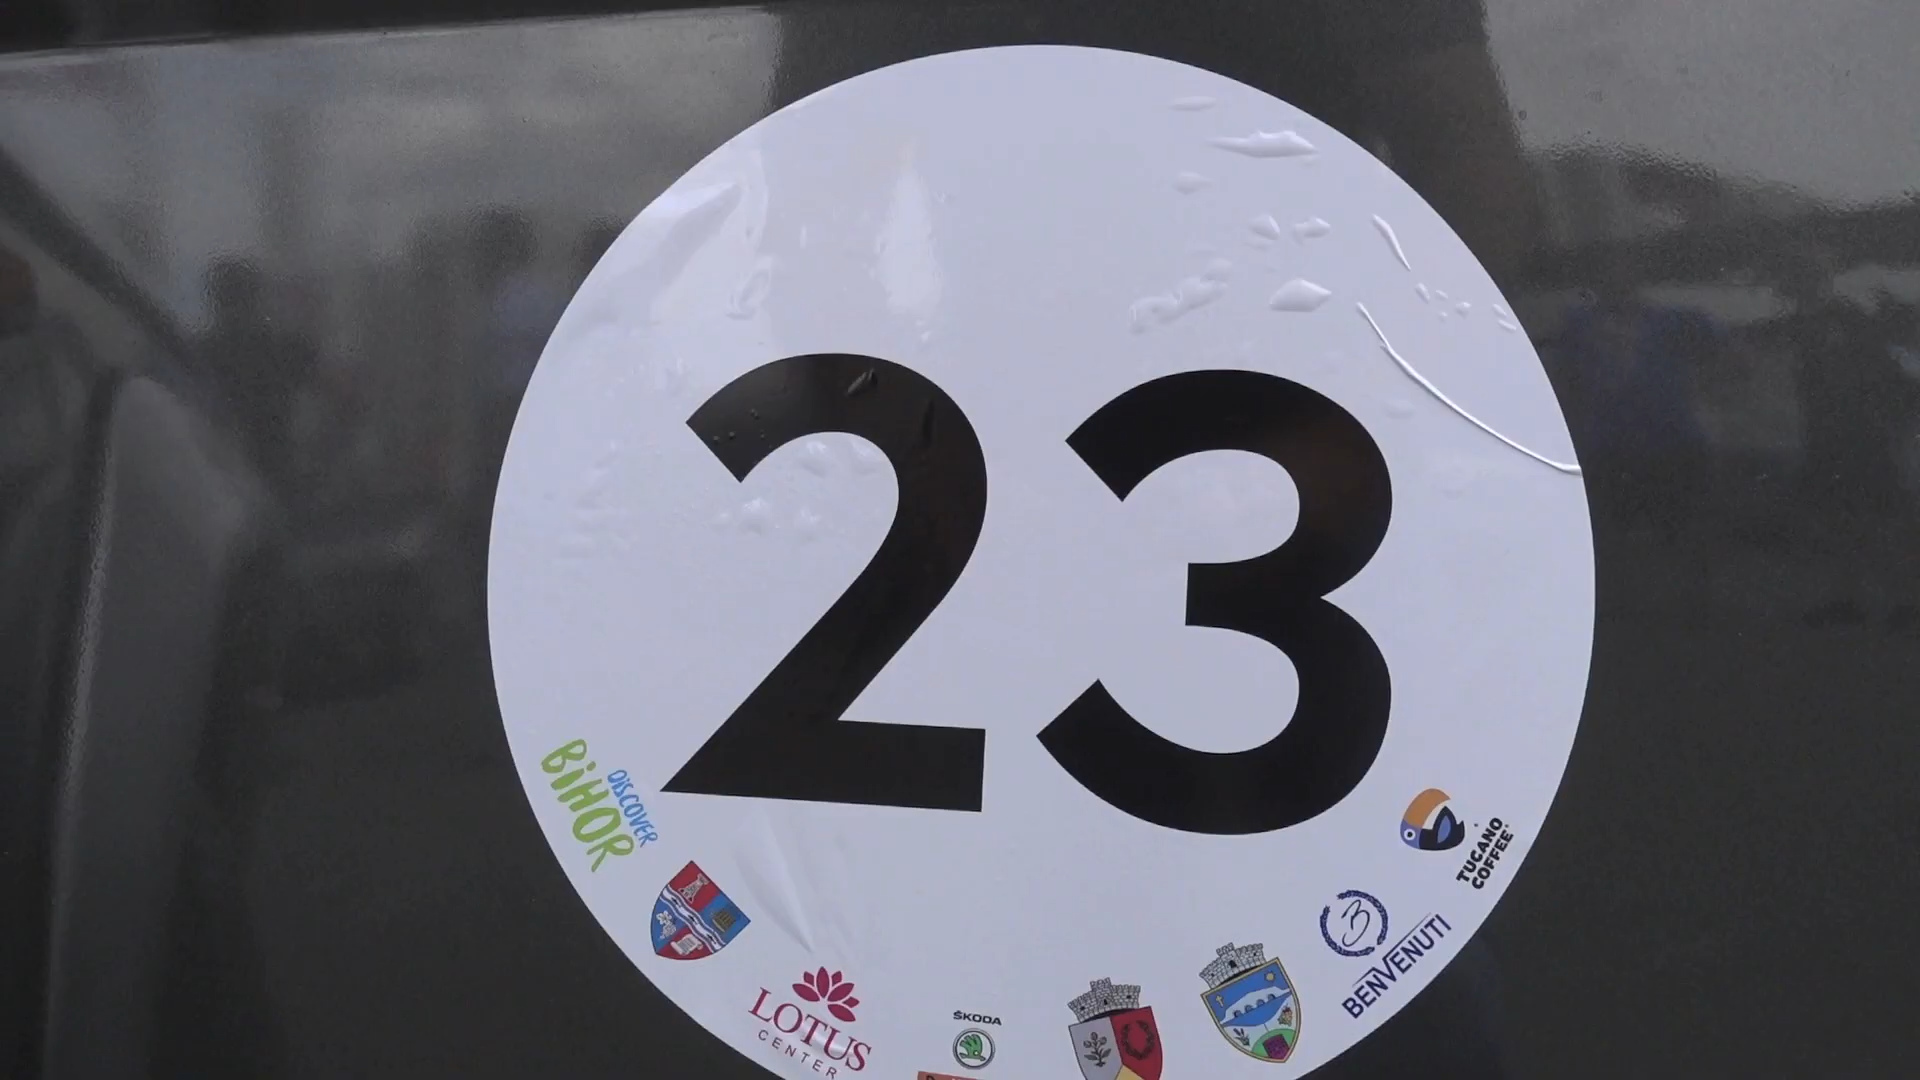 23
DISCOVER
BIHOR
LOTUS
CENTER
ŠKODA
B
BENVENUTI
TUCANO
COFFEE